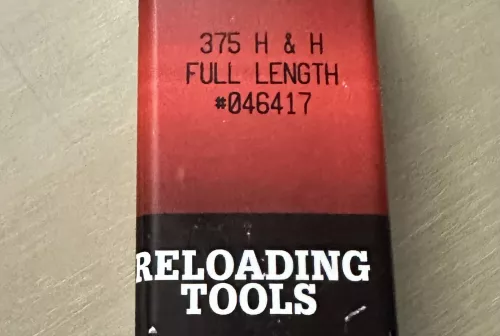 375 H & H
FULL LENGTH
#046417
RELOADING
TOOLS